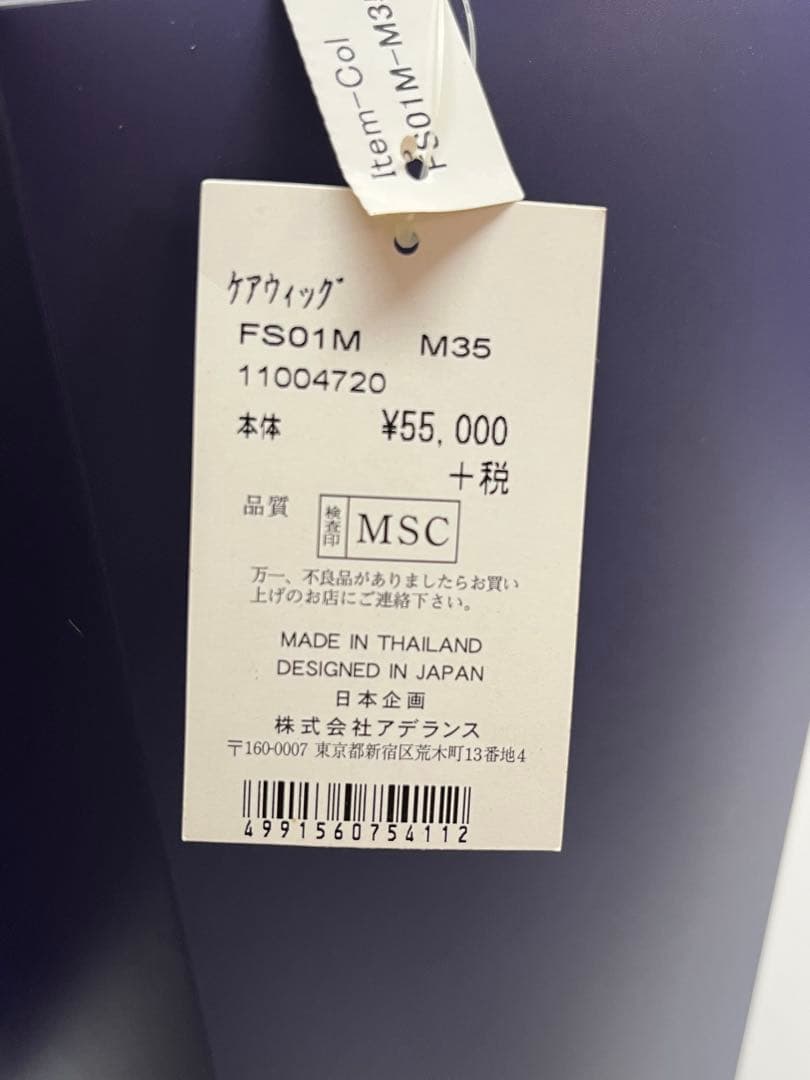 Item-Col
FS01M-M35
ｹｱｳｨｯｸﾞ
FS01M M35
11004720
本体 ¥55,000
+税
品質 検査印 MSC
万一、不良品がありましたらお買い
上げのお店にご連絡下さい。
MADE IN THAILAND
DESIGNED IN JAPAN
日本企画
株式会社アデランス
〒160-0007 東京都新宿区荒木町13番地4
4991560754112